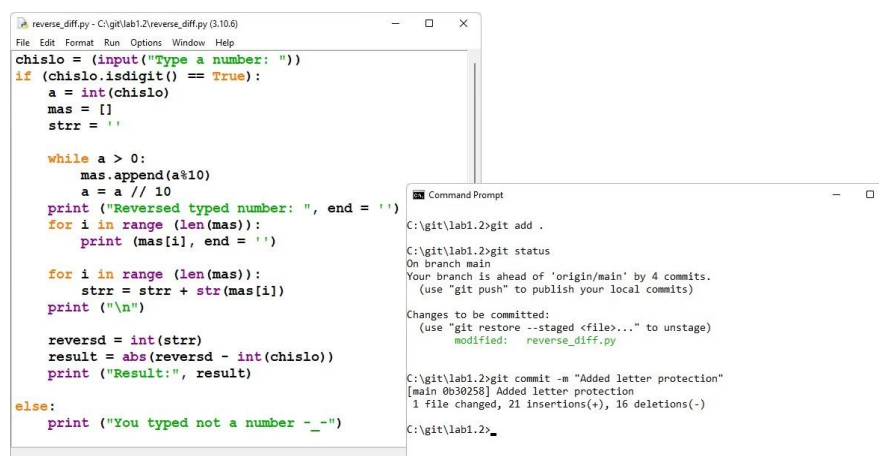 reverse_diff.py - C:\git\lab1.2\reverse_diff.py (3.10.6)
File Edit Format Run Options Window Help
chislo = (input("Type a number: "))
if (chislo.isdigit() == True):
    a = int(chislo)
    mas = []
    strr = ''
    while a > 0:
        mas.append(a%10)
        a = a // 10
    print ("Reversed typed number: ", end = '')
    for i in range (len(mas)):
        print (mas[i], end = '')
    for i in range (len(mas)):
        strr = strr + str(mas[i])
    print ("\n")
    reversd = int(strr)
    result = abs(reversd - int(chislo))
    print ("Result:", result)
else:
    print ("You typed not a number -_-")
Command Prompt
C:\git\lab1.2>git add .
C:\git\lab1.2>git status
On branch main
Your branch is ahead of 'origin/main' by 4 commits.
  (use "git push" to publish your local commits)
Changes to be committed:
  (use "git restore --staged <file>..." to unstage)
        modified:   reverse_diff.py
C:\git\lab1.2>git commit -m "Added letter protection"
[main 0b30258] Added letter protection
 1 file changed, 21 insertions(+), 16 deletions(-)
C:\git\lab1.2>